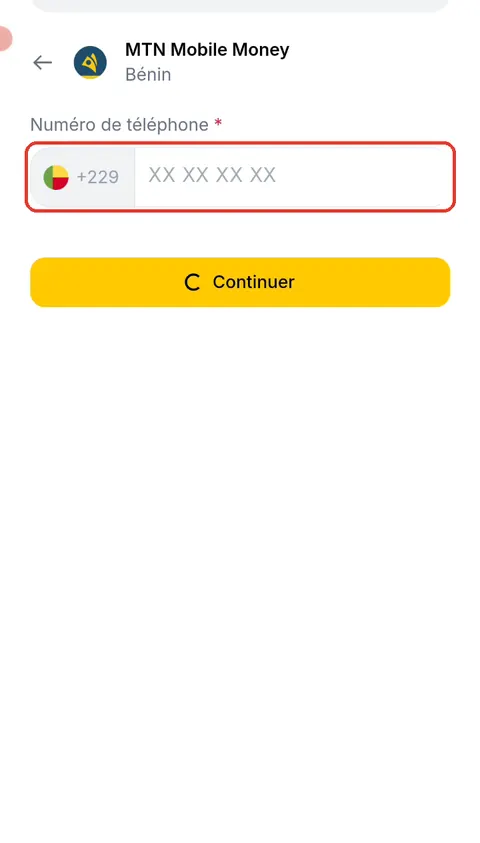 MTN Mobile Money
Bénin
Numéro de téléphone *
+229 XX XX XX XX
Continuer